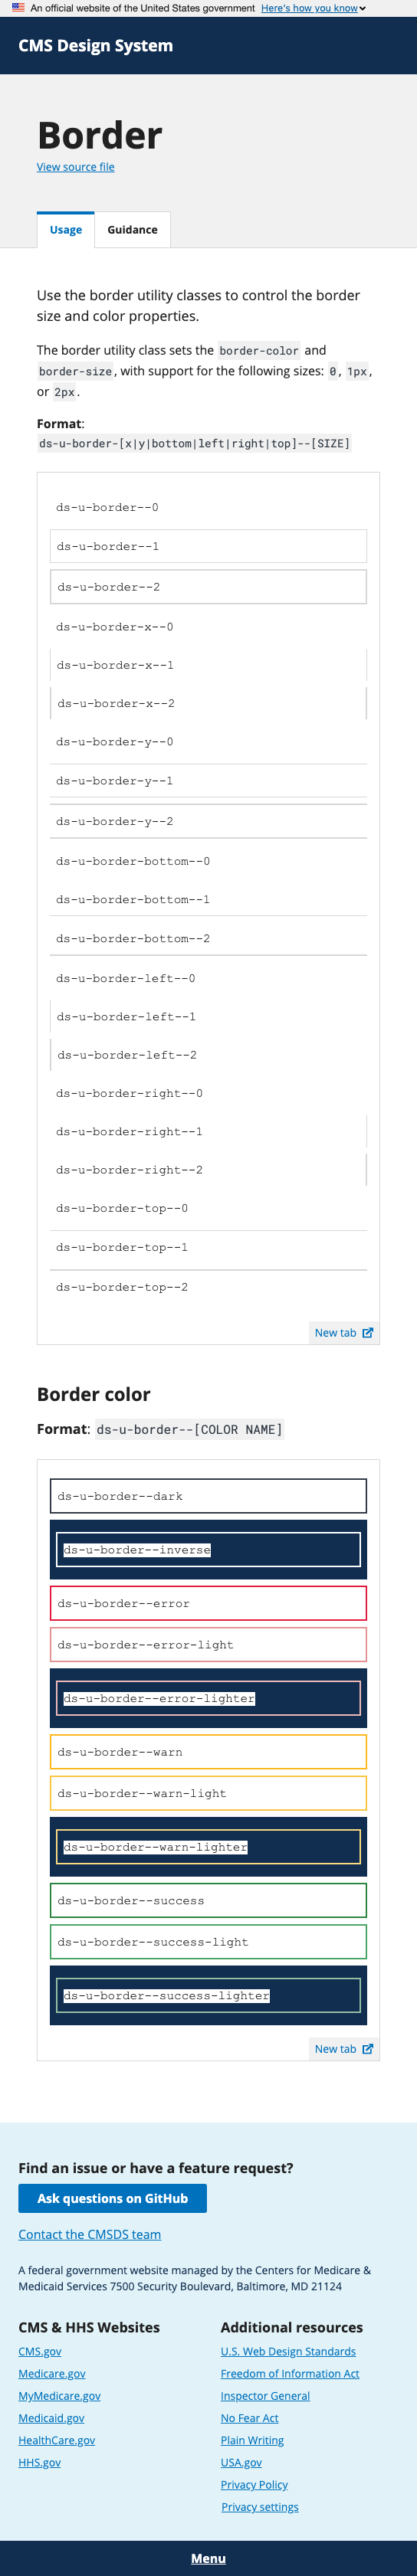 An official website of the United States government Here's how you know
CMS Design System
Border
View source file
Usage Guidance
Use the border utility classes to control the border
size and color properties.
The border utility class sets the border-color and
border-size, with support for the following sizes: 0, 1px,
or 2px.
Format:
ds-u-border-[x|y|bottom|left|right|top]--[SIZE]
ds-u-border--0
ds-u-border--1
ds-u-border--2
ds-u-border-x--0
ds-u-border-x--1
ds-u-border-x--2
ds-u-border-y--0
ds-u-border-y--1
ds-u-border-y--2
ds-u-border-bottom--0
ds-u-border-bottom--1
ds-u-border-bottom--2
ds-u-border-left--0
ds-u-border-left--1
ds-u-border-left--2
ds-u-border-right--0
ds-u-border-right--1
ds-u-border-right--2
ds-u-border-top--0
ds-u-border-top--1
ds-u-border-top--2
New tab
Border color
Format: ds-u-border--[COLOR NAME]
ds-u-border--dark
ds-u-border--inverse
ds-u-border--error
ds-u-border--error-light
ds-u-border--error-lighter
ds-u-border--warn
ds-u-border--warn-light
ds-u-border--warn-lighter
ds-u-border--success
ds-u-border--success-light
ds-u-border--success-lighter
New tab
Find an issue or have a feature request?
Ask questions on GitHub
Contact the CMSDS team
A federal government website managed by the Centers for Medicare &
Medicaid Services 7500 Security Boulevard, Baltimore, MD 21124
CMS & HHS Websites
CMS.gov
Medicare.gov
MyMedicare.gov
Medicaid.gov
HealthCare.gov
HHS.gov
Additional resources
U.S. Web Design Standards
Freedom of Information Act
Inspector General
No Fear Act
Plain Writing
USA.gov
Privacy Policy
Privacy settings
Menu